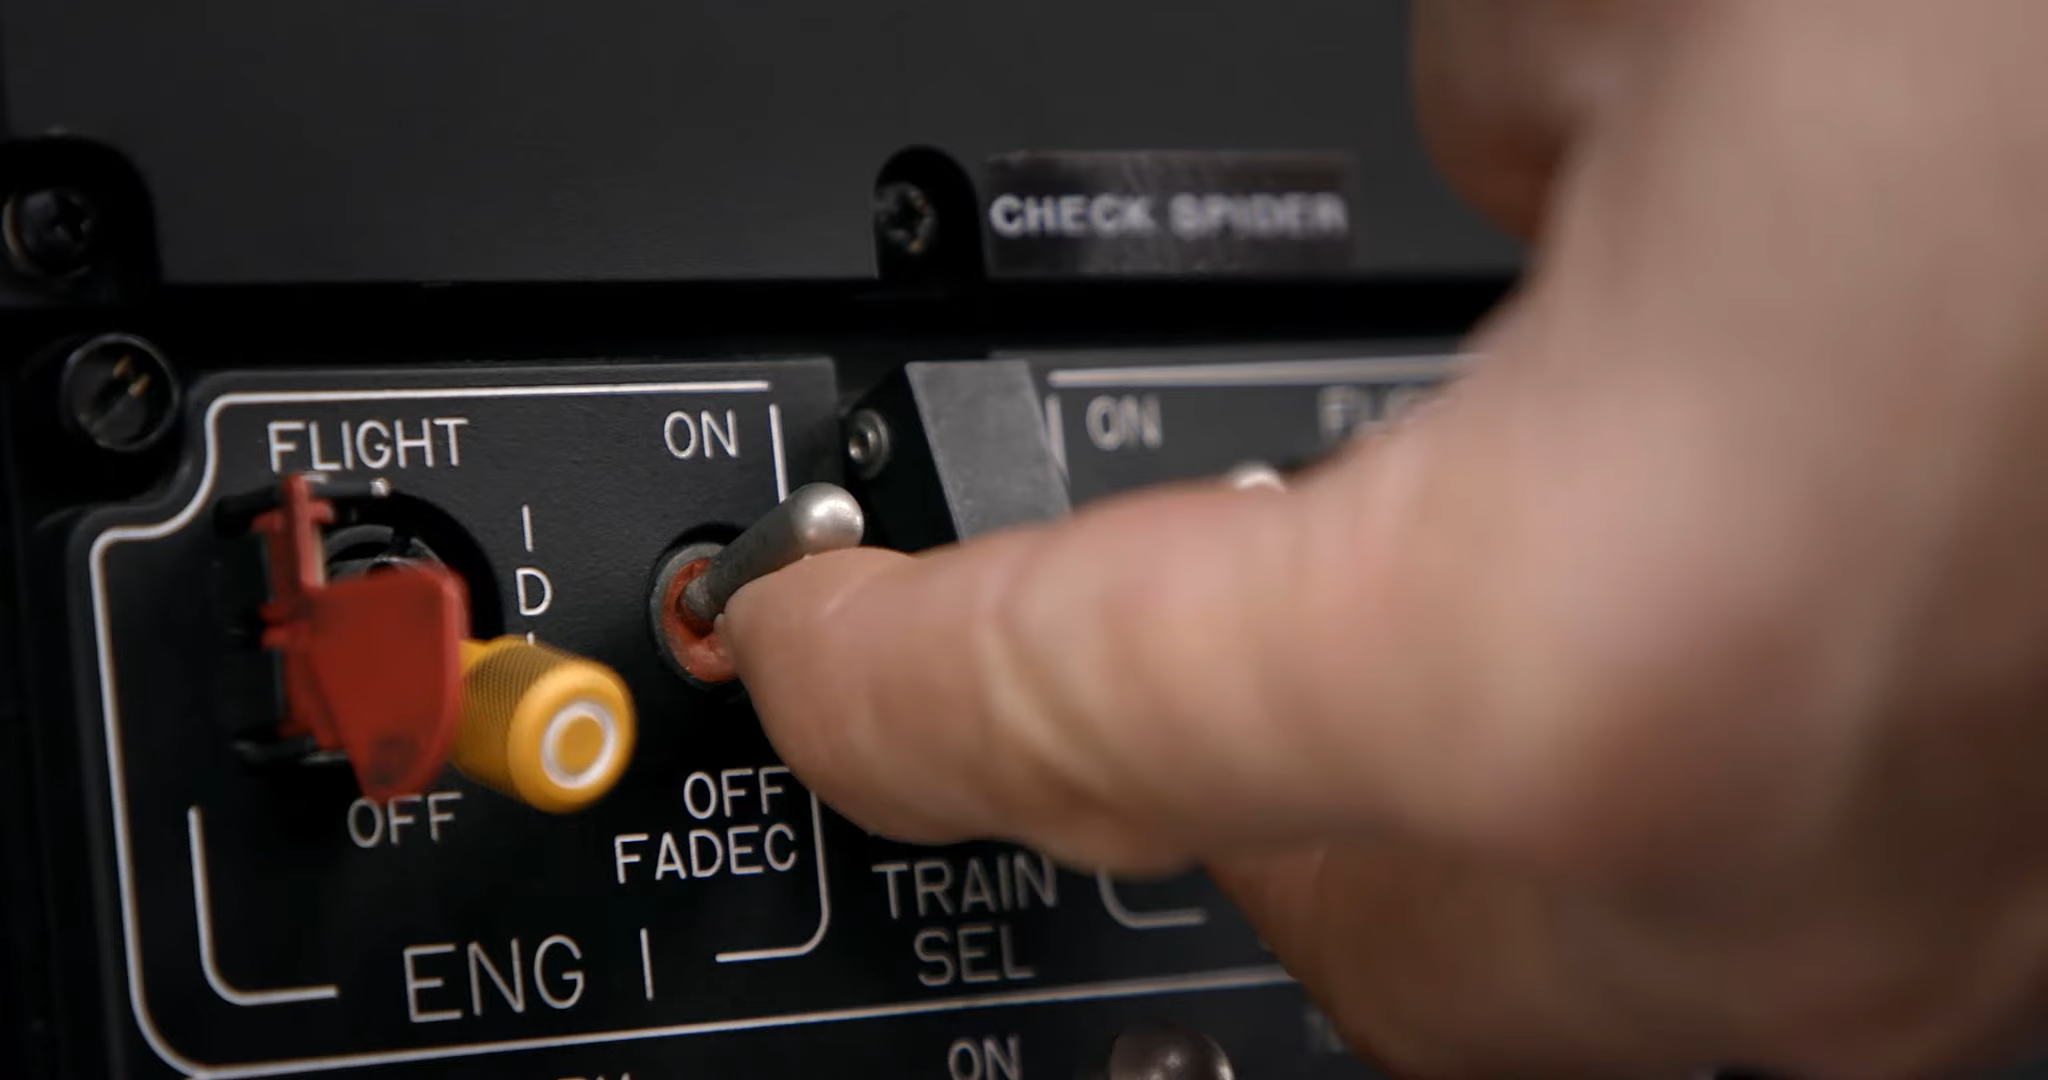 CHECK SPIDER
FLIGHT
ON
ON
I
D
OFF
OFF
FADEC
TRAIN
SEL
ENG I
ON